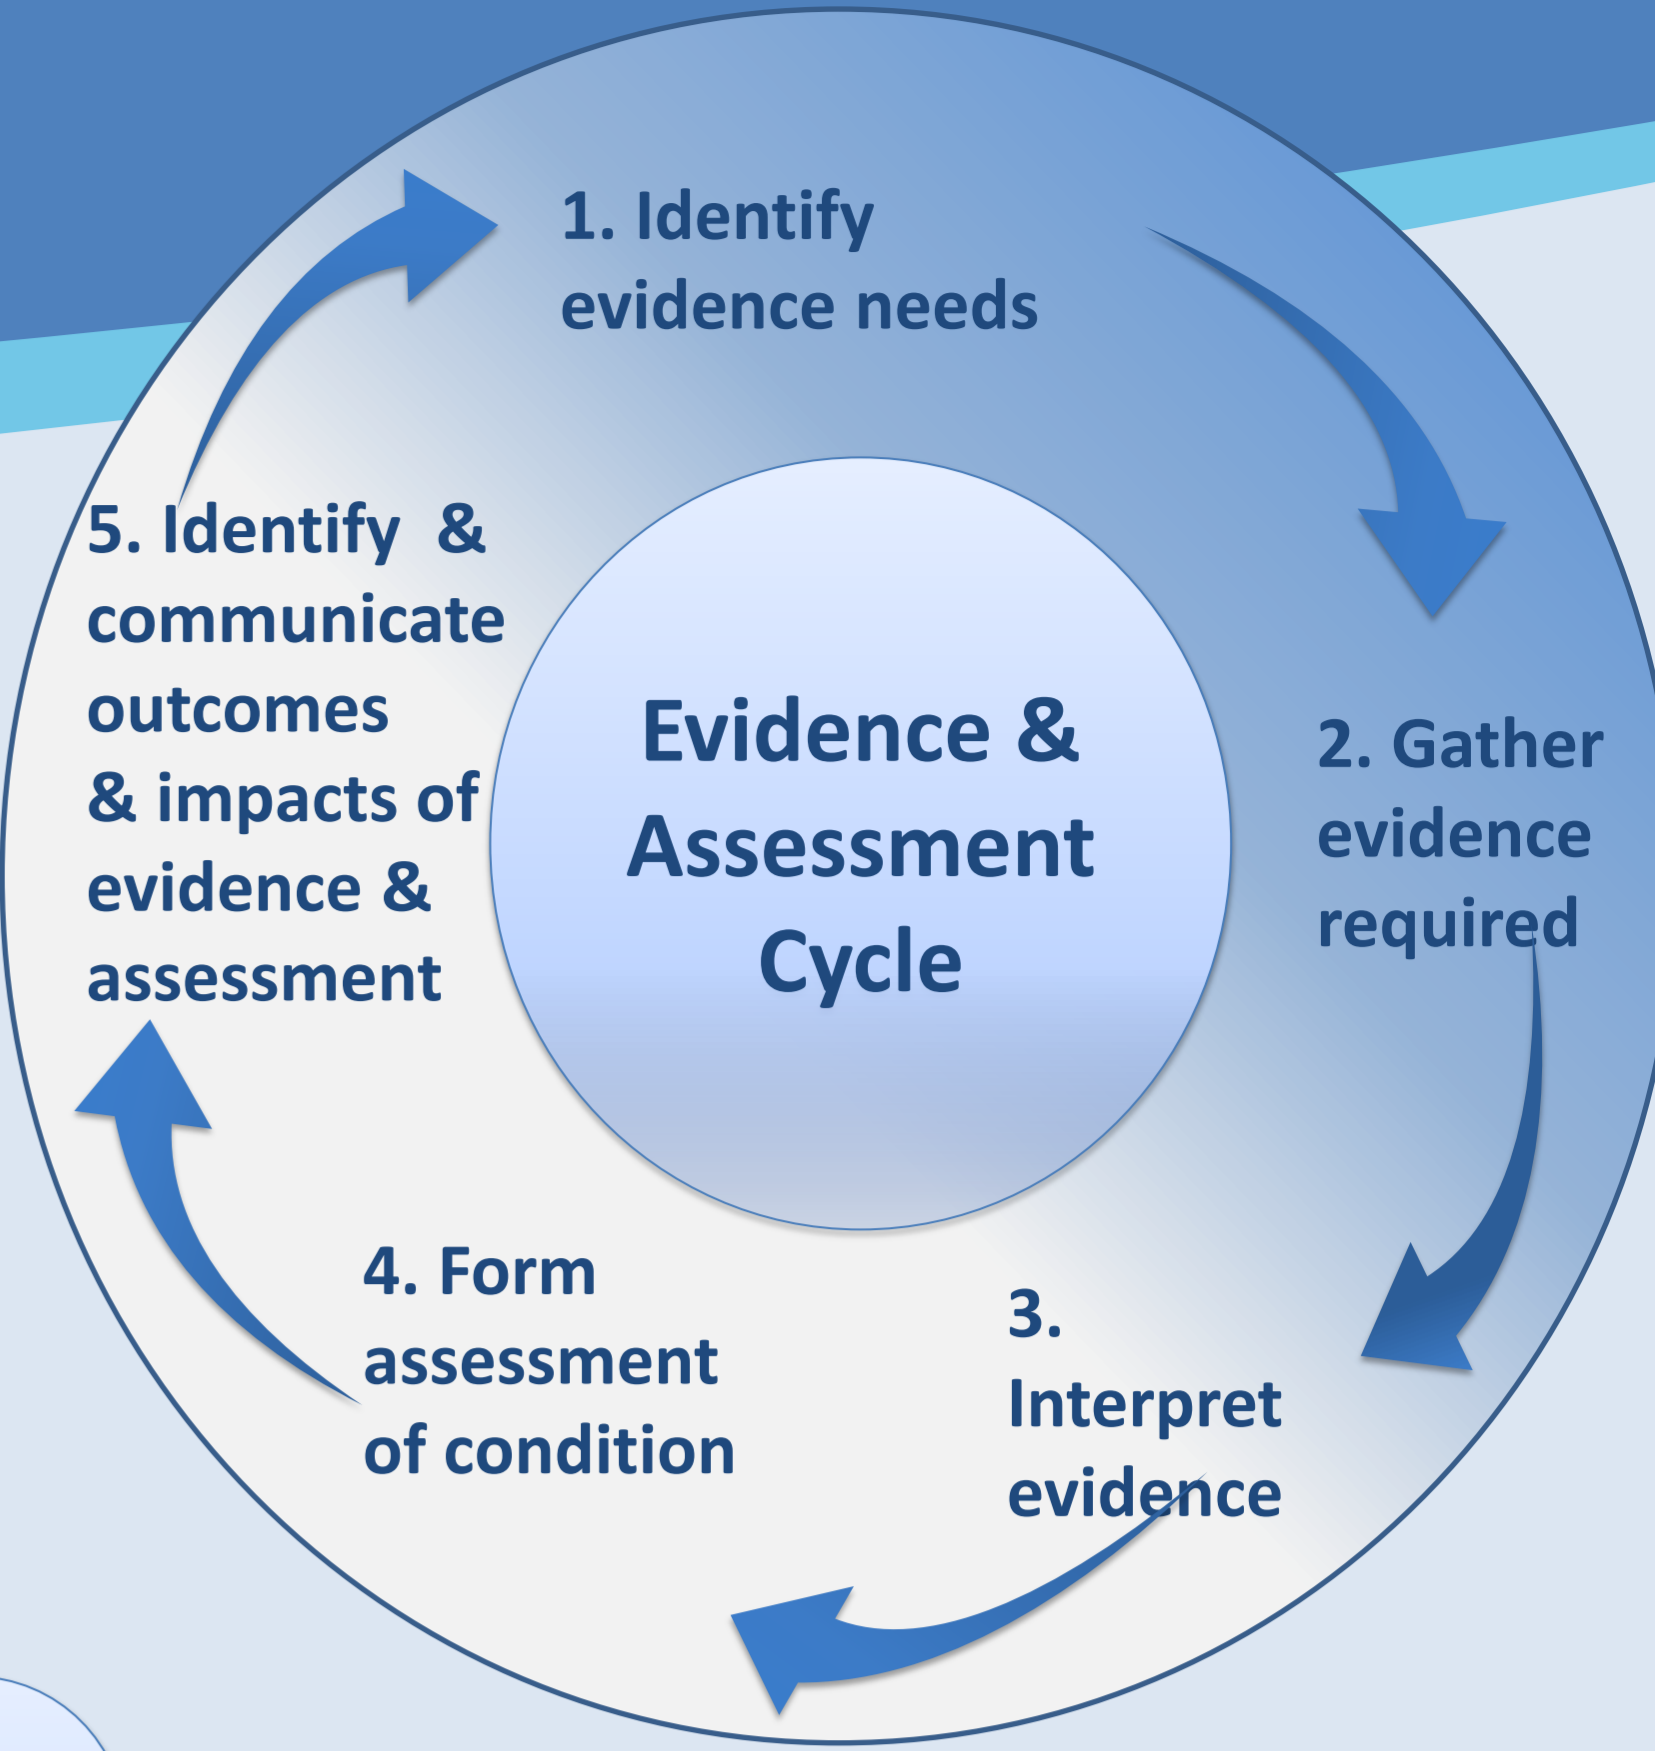 1. Identify
evidence needs
2. Gather
evidence
required
3.
Interpret
evidence
4. Form
assessment
of condition
5. Identify  &
communicate
outcomes
& impacts of
evidence &
assessment
Evidence &
Assessment
Cycle